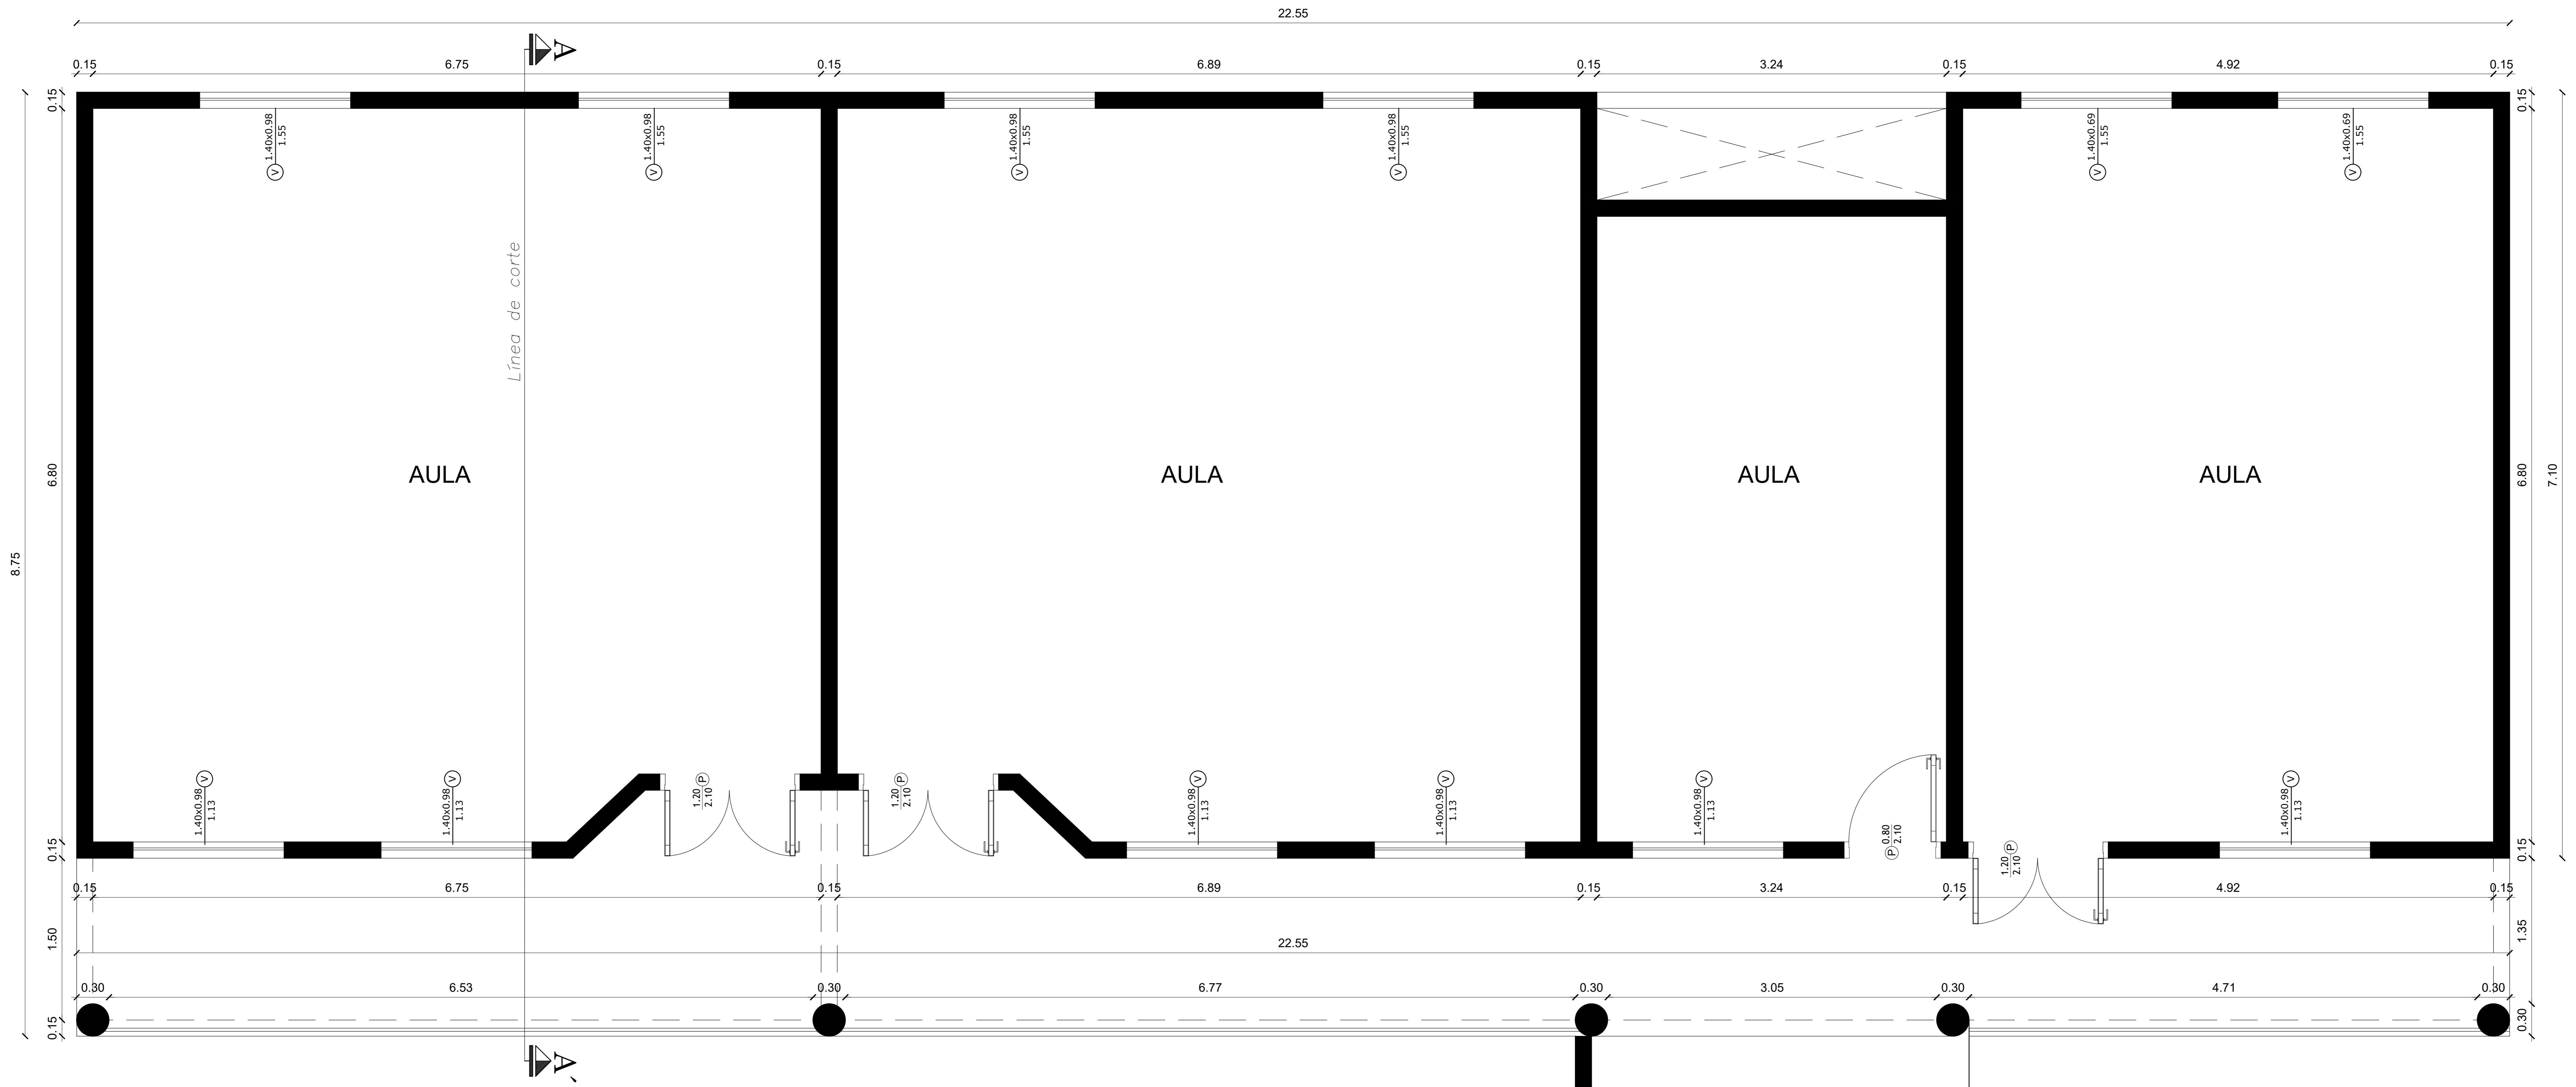 22.55
A
0.15 6.75 0.15 6.89 0.15 3.24 0.15 4.92 0.15
0.15 0.15
1.40x0.98
1.55
V
1.40x0.98
1.55
V
1.40x0.98
1.55
V
1.40x0.98
1.55
V
1.40x0.69
1.55
V
1.40x0.69
1.55
V
Línea de corte
8.75
6.80
AULA AULA AULA AULA
6.80
7.10
V
1.40x0.98
1.13
V
1.40x0.98
1.13
P
1.20
2.10
P
1.20
2.10
V
1.40x0.98
1.13
V
1.40x0.98
1.13
V
1.40x0.98
1.13
P
0.80
2.10
P
1.20
2.10
V
1.40x0.98
1.13
0.15 0.15
0.15 6.75 0.15 6.89 0.15 3.24 0.15 4.92 0.15
1.50 1.35
22.55
0.30 6.53 0.30 6.77 0.30 3.05 0.30 4.71 0.30
0.15 0.30
A´